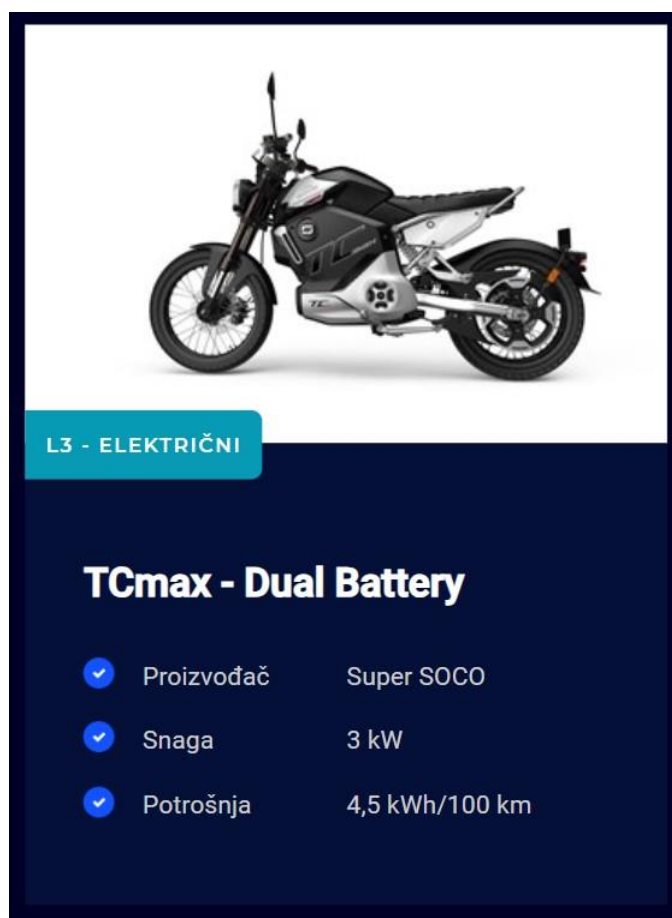 L3 - ELEKTRIČNI
TCmax - Dual Battery
Proizvođač Super SOCO
Snaga 3 kW
Potrošnja 4,5 kWh/100 km